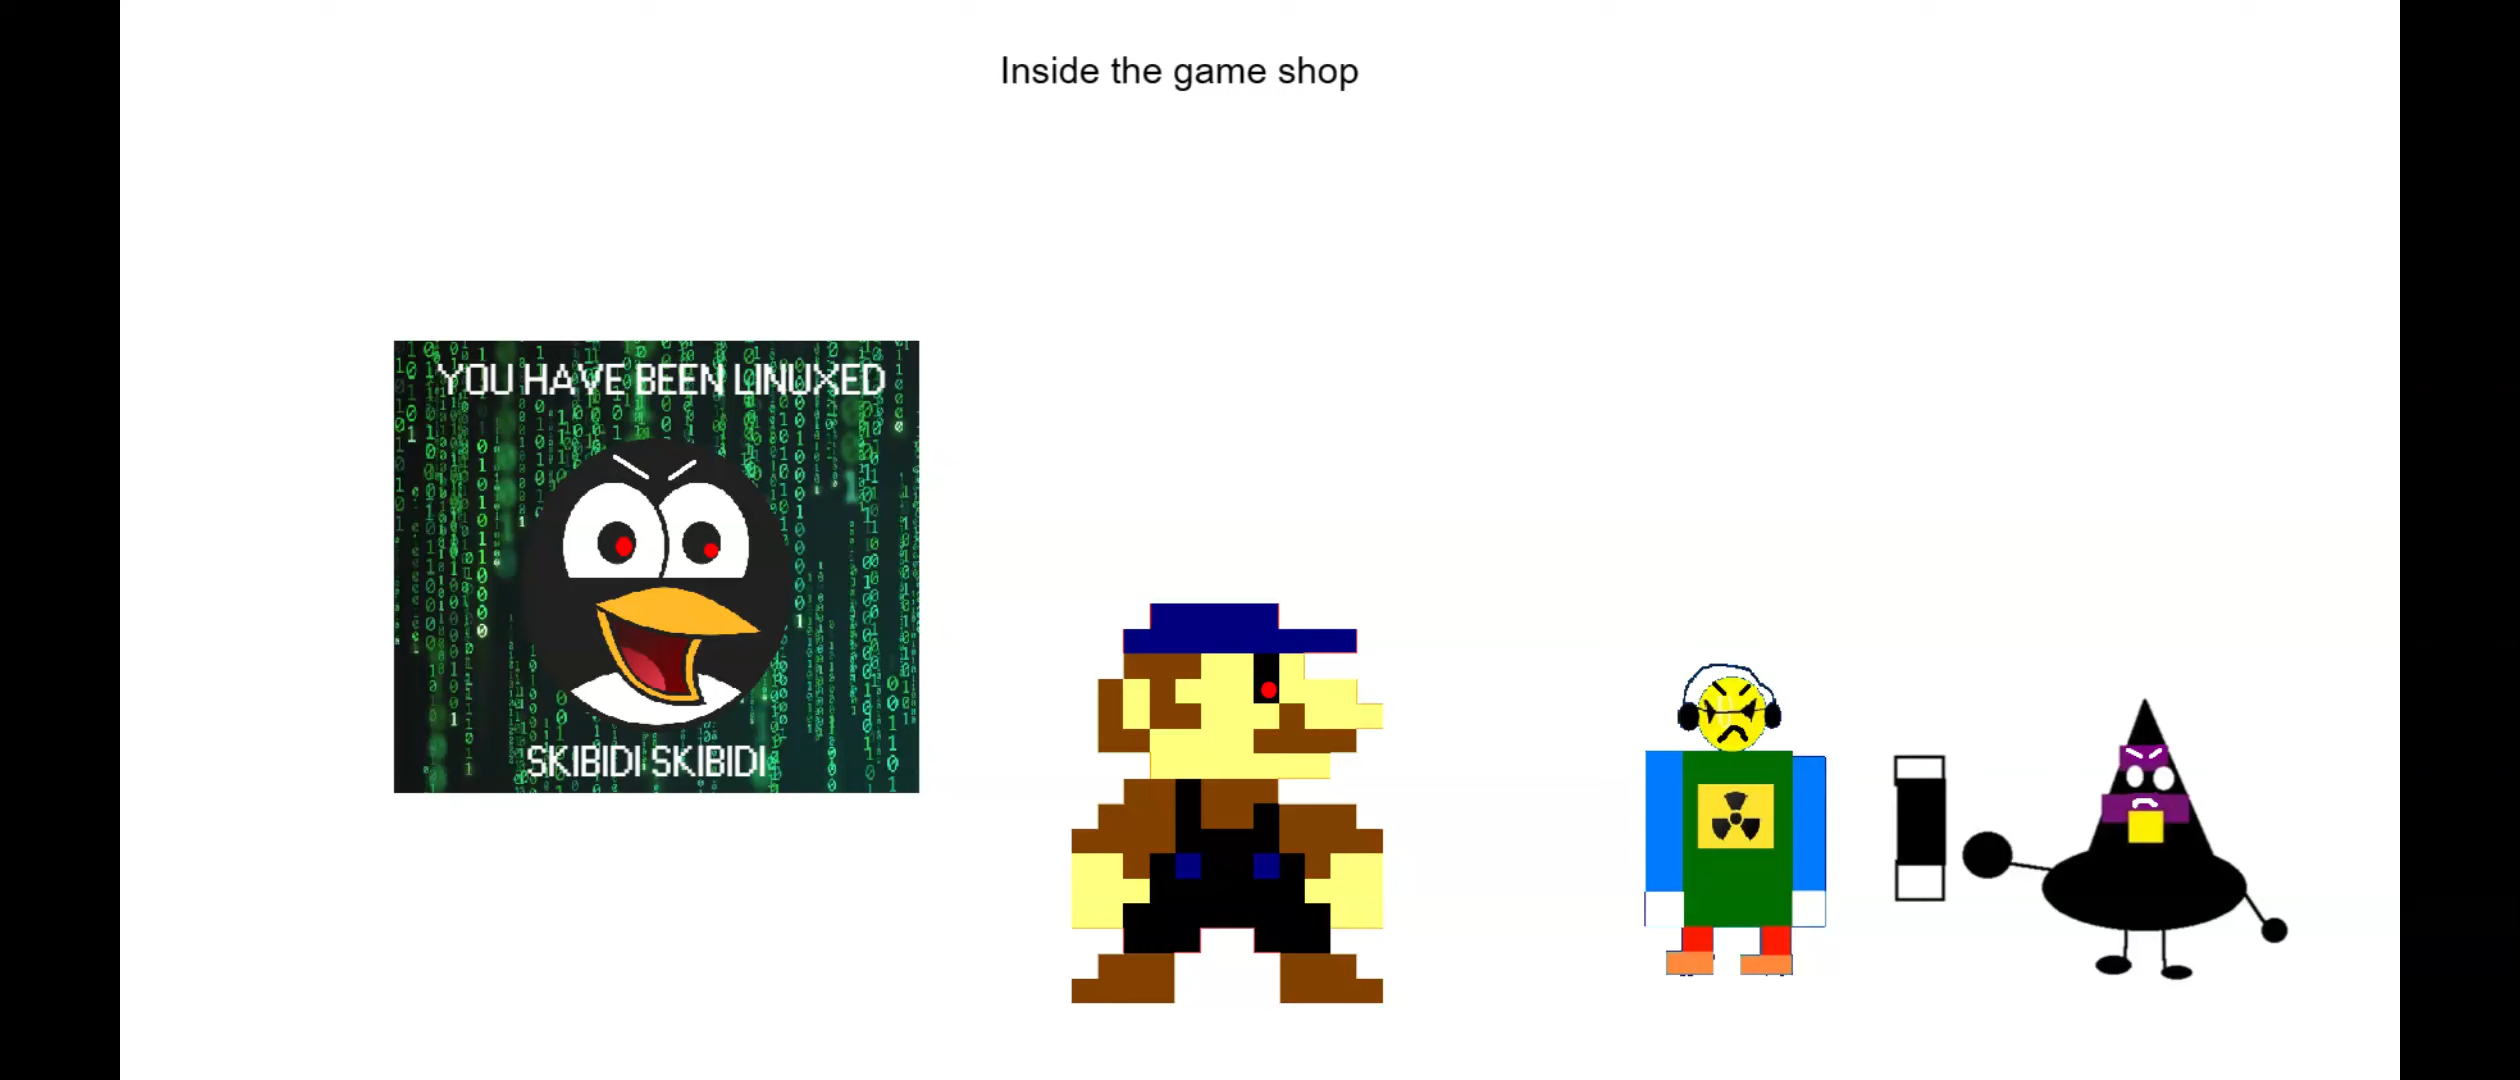 Inside the game shop
YOU HAVE BEEN LINUXED
SKIBIDI SKIBIDI